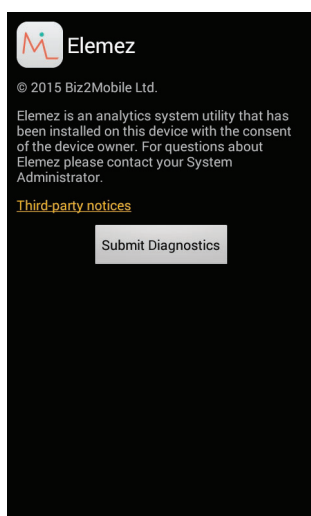 Elemez
© 2015 Biz2Mobile Ltd.
Elemez is an analytics system utility that has
been installed on this device with the consent
of the device owner. For questions about
Elemez please contact your System
Administrator.
Third-party notices
Submit Diagnostics